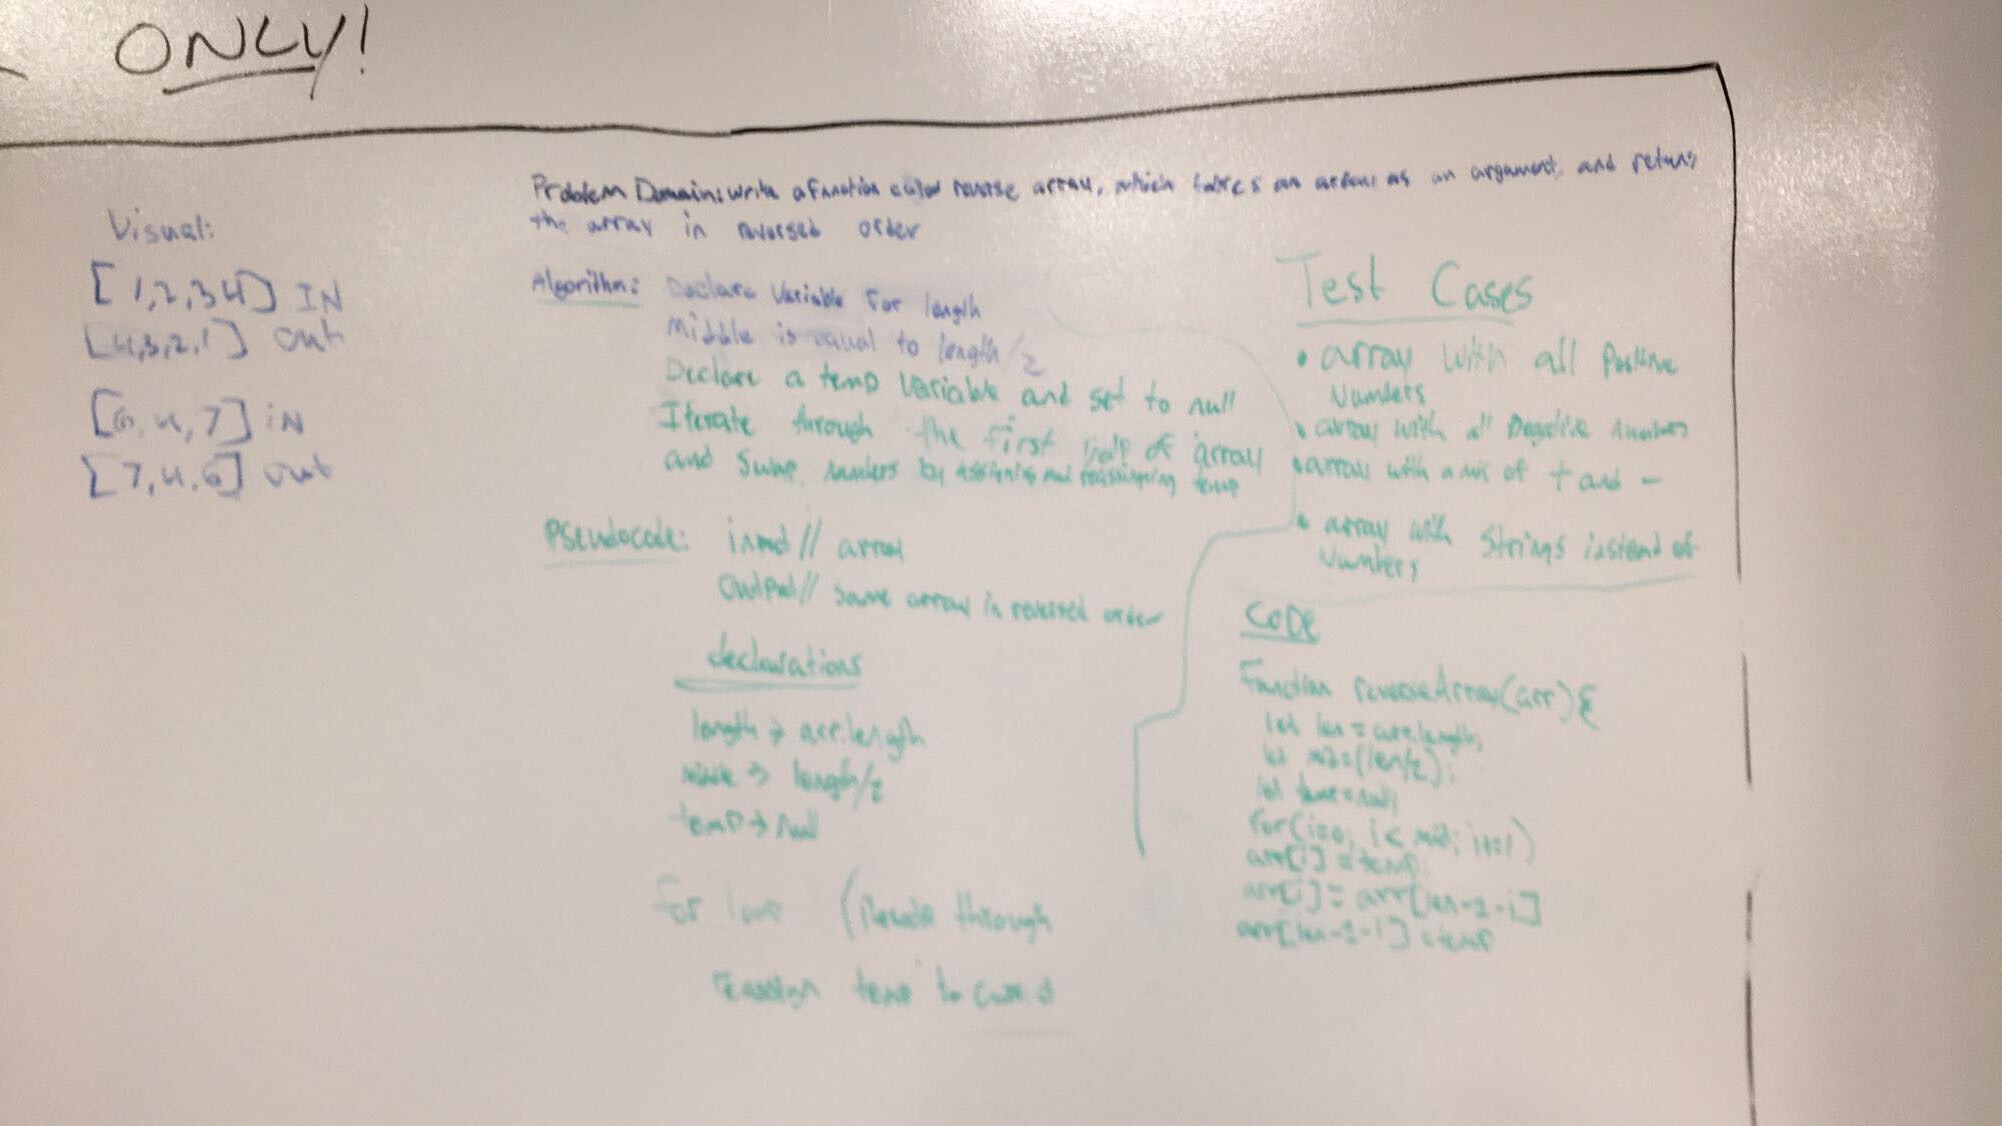 ONLY!
Problem Domain: write a function called reverse array, which takes an array as an argument, and returns
the array in reversed order
Visual:
[1,2,3 4] IN
[4,3,2,1] out
[6,4,7] iN
[7,4,6] out
Algorithm: Declare Variable For length
Middle is equal to length/2
Declare a temp variable and set to null
Iterate through the first half of array
and swap numbers by assigning and reassigning temp
Pseudocode: input // array
output // same array in reversed order
declarations
length → arr.length
middle → length/2
temp → null
for loop (iterate through
reassign temp to
Test Cases
• array with all Positive
Numbers
• array with all negative numbers
• array with a mix of + and -
• array with Strings instead of
Numbers
CODE
Function reverseArray(arr){
let len = arr.length;
let mid=(len/2);
let temp=null;
for(i=0; i< mid; i+=1)
arr[i] = temp;
arr[i] = arr[len-1-i]
arr[len-1-i] = temp